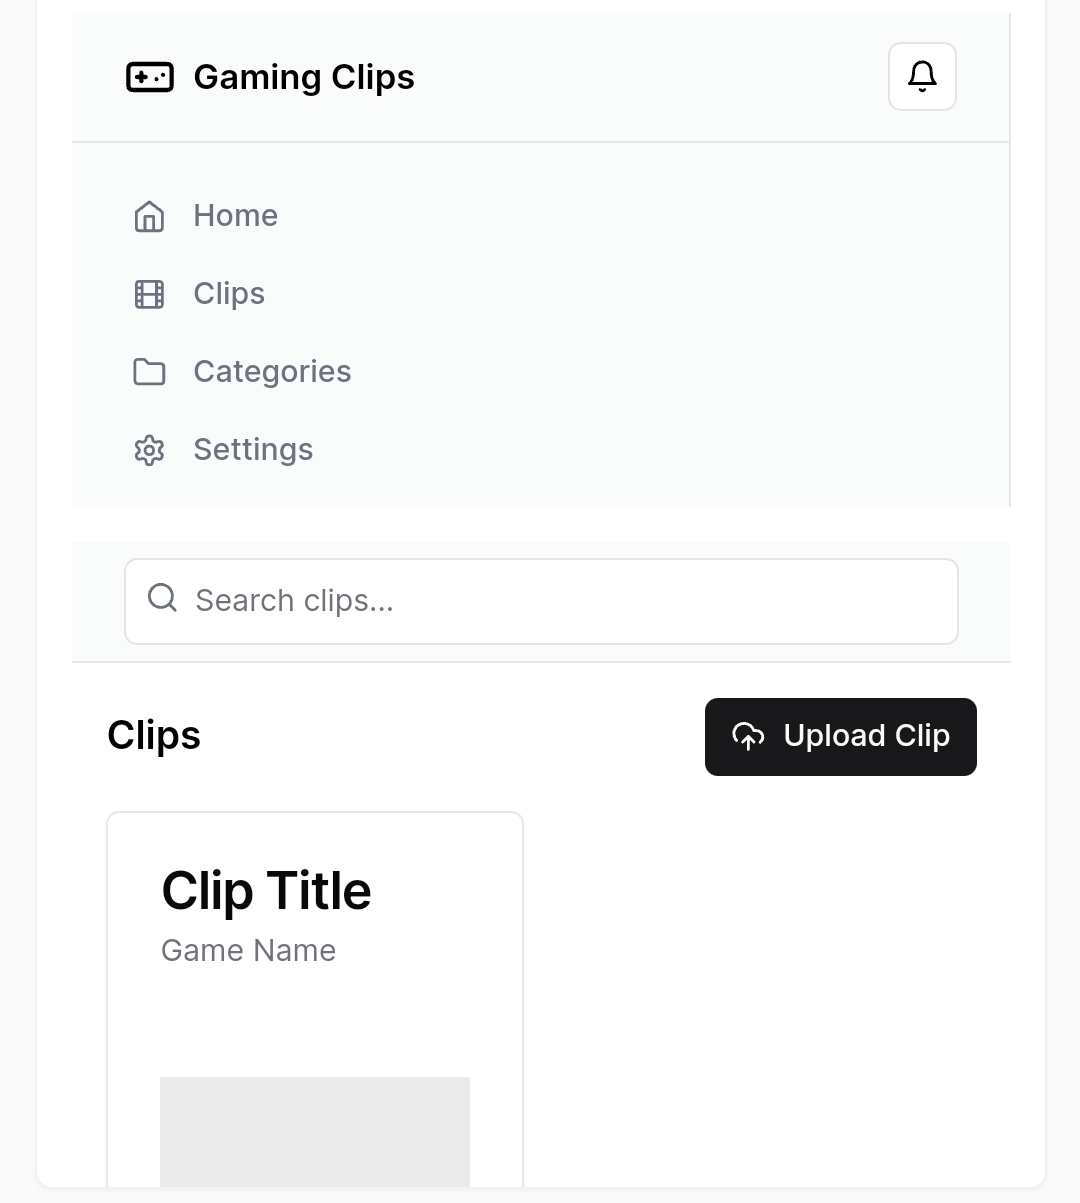 Gaming Clips
Home
Clips
Categories
Settings
Search clips...
Clips
Upload Clip
Clip Title
Game Name